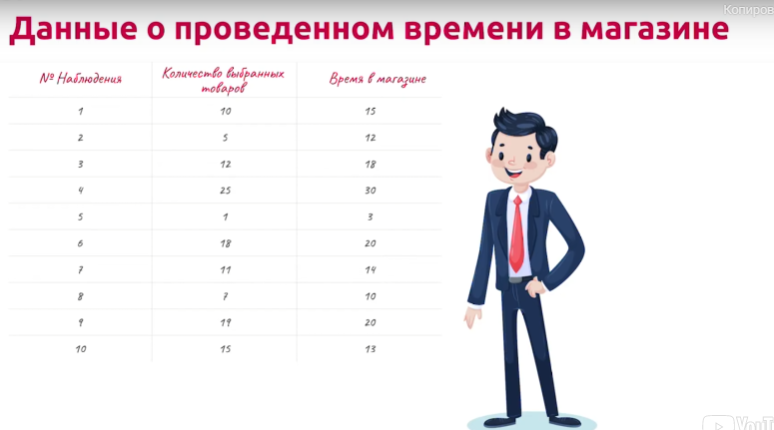 Копиров
Данные о проведенном времени в магазине
№ Наблюдения Количество выбранных товаров Время в магазине
1 10 15
2 5 12
3 12 18
4 25 30
5 1 3
6 18 20
7 11 14
8 7 10
9 19 20
10 15 13
YouT